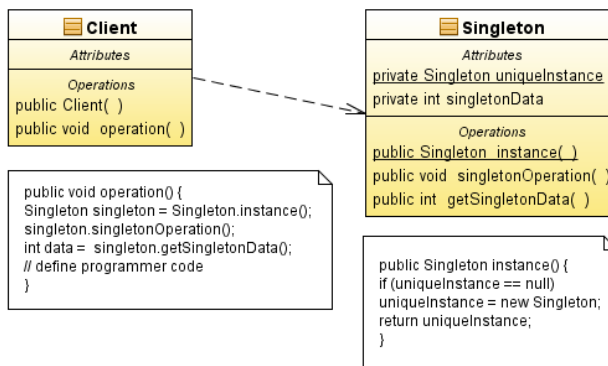 Client
Attributes
Operations
public Client( )
public void operation( )
Singleton
Attributes
private Singleton uniqueInstance
private int singletonData
Operations
public Singleton instance( )
public void singletonOperation( )
public int getSingletonData( )
public void operation() {
Singleton singleton = Singleton.instance();
singleton.singletonOperation();
int data = singleton.getSingletonData();
// define programmer code
}
public Singleton instance() {
if (uniqueInstance == null)
uniqueInstance = new Singleton;
return uniqueInstance;
}